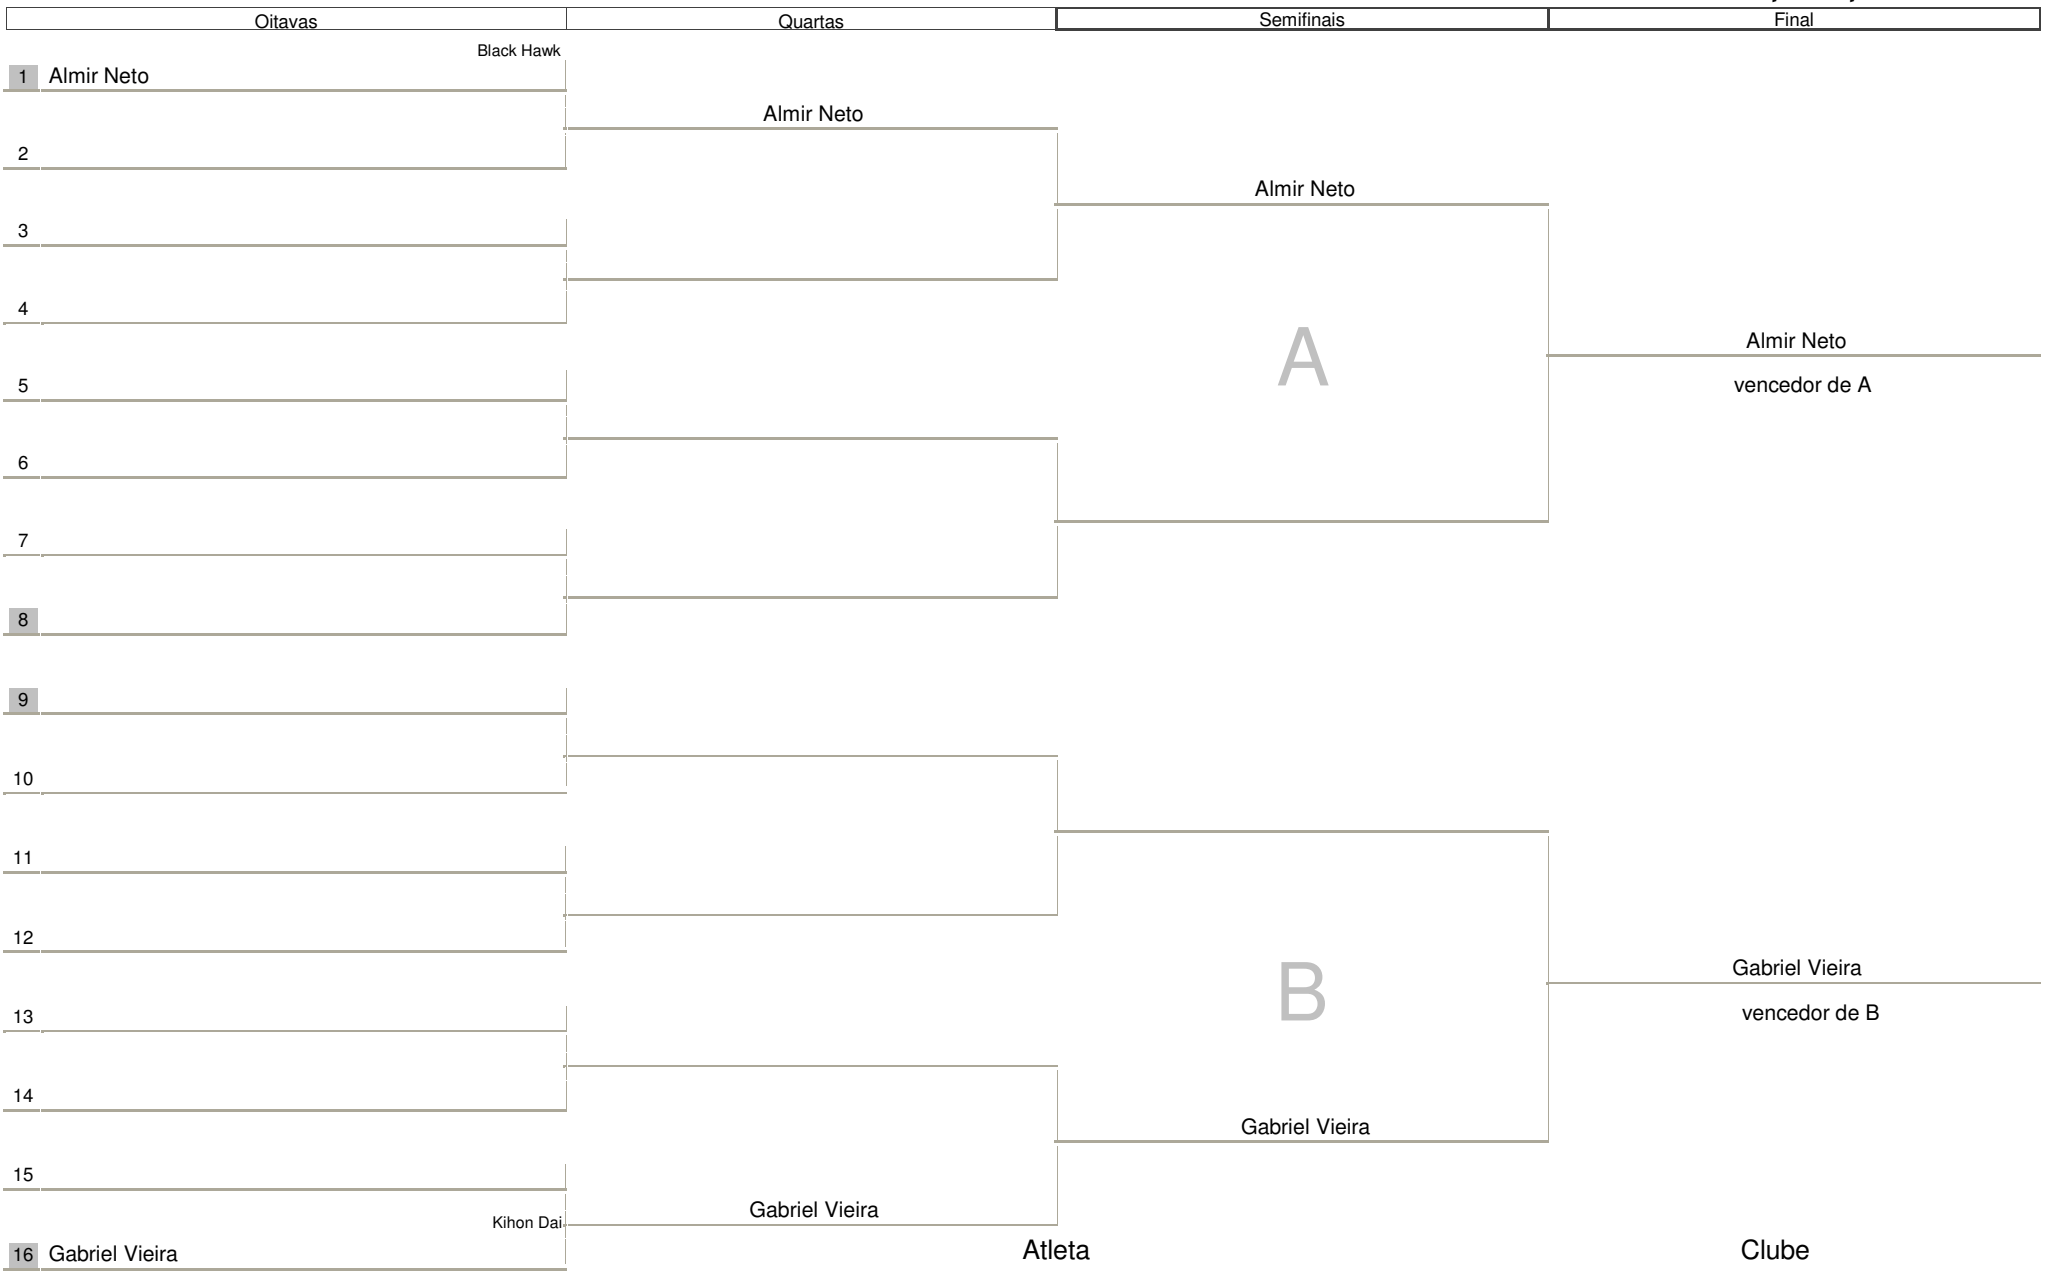 Oitavas Quartas Semifinais Final
Black Hawk
1 Almir Neto
Almir Neto
2
Almir Neto
3
4
A
Almir Neto
5
vencedor de A
6
7
8
9
10
11
12
B
Gabriel Vieira
13
vencedor de B
14
Gabriel Vieira
15
Gabriel Vieira
Kihon Dai
16 Gabriel Vieira
Atleta Clube